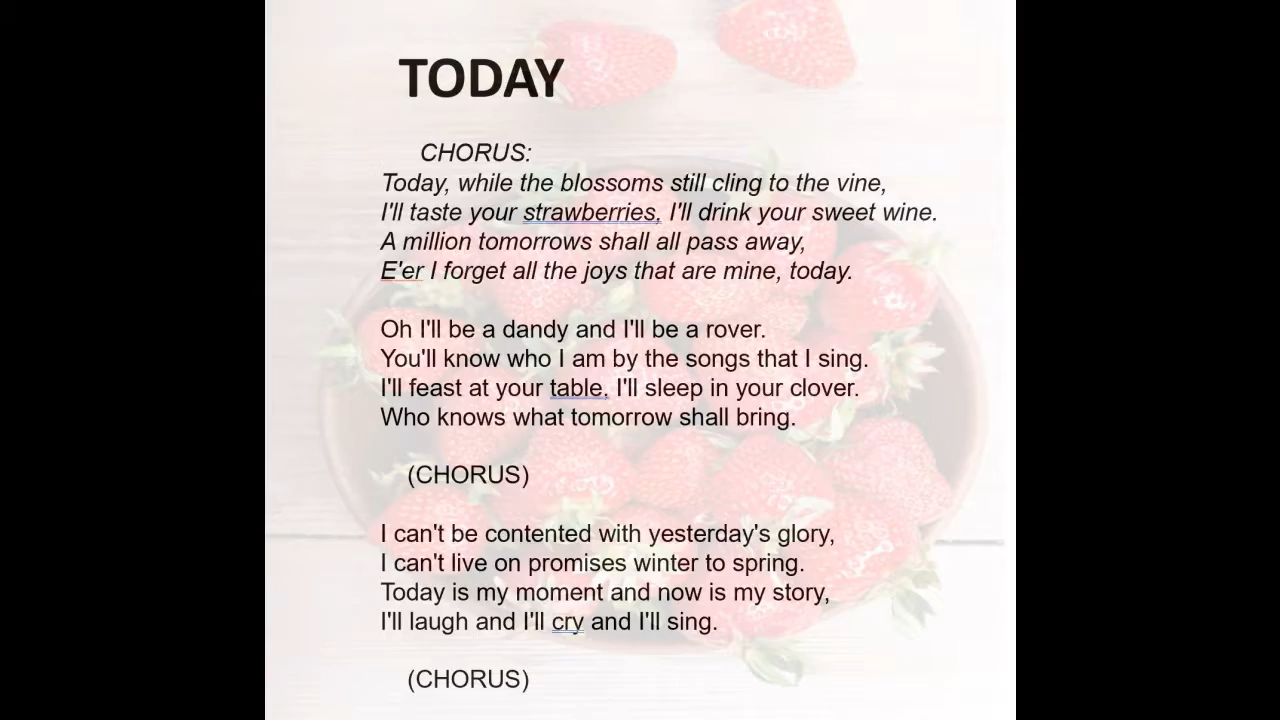 TODAY
CHORUS:
Today, while the blossoms still cling to the vine,
I'll taste your strawberries, I'll drink your sweet wine.
A million tomorrows shall all pass away,
E'er I forget all the joys that are mine, today.
Oh I'll be a dandy and I'll be a rover.
You'll know who I am by the songs that I sing.
I'll feast at your table, I'll sleep in your clover.
Who knows what tomorrow shall bring.
(CHORUS)
I can't be contented with yesterday's glory,
I can't live on promises winter to spring.
Today is my moment and now is my story,
I'll laugh and I'll cry and I'll sing.
(CHORUS)